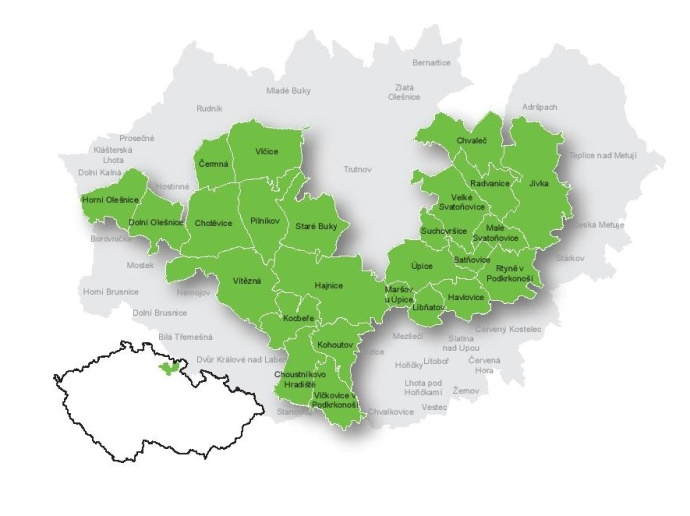 Bernartice
Zlatá
Olešnice
Mladé Buky
Rudník
Adršpach
Prosečné
Klášterská
Lhota
Dolní Kalná
Chvaleč
Vlčice
Čermná
Trutnov
Teplice nad Metují
Hostinné
Radvanice
Jívka
Horní Olešnice
Velké
Svatoňovice
Dolní Olešnice
Chotěvice
Pilníkov
Staré Buky
Suchovršice
Malé
Svatoňovice
Česká Metuje
Borovnička
Mostek
Úpice
Batňovice
Rtyně v
Podkrkonoší
Stárkov
Vítězná
Hajnice
Maršov
u Úpice
Havlovice
Libňatov
Horní Brusnice
Nemojov
Dolní Brusnice
Kocbeře
Bílá Třemešná
Kohoutov
Mezilečí
Slatina
nad Úpou
Červený Kostelec
Dvůr Králové nad Labem
Hořičky
Litoboř
Červená
Hora
Choustníkovo
Hradiště
Lhota pod
Hořičkami
Žernov
Vlčkovice v
Podkrkonoší
Vestec
Chvalkovice